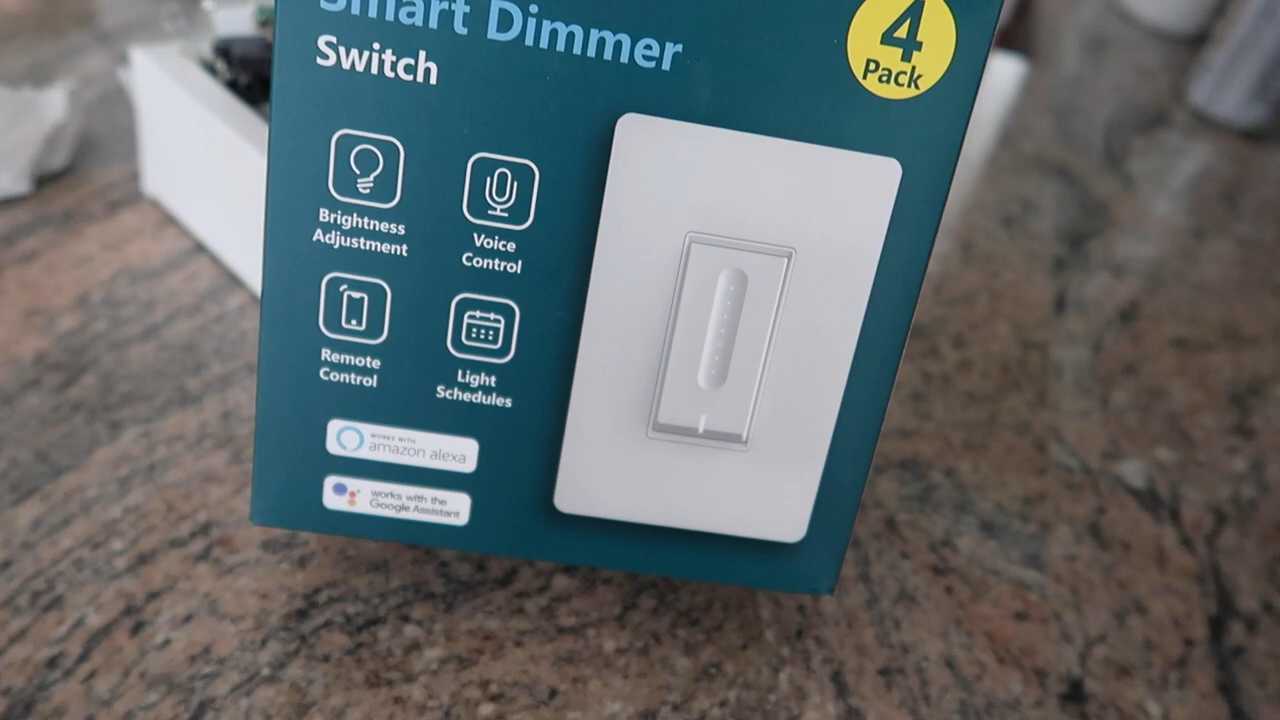 Smart Dimmer
Switch
4
Pack
Brightness
Adjustment
Voice
Control
Remote
Control
Light
Schedules
WORKS WITH
amazon alexa
works with the
Google Assistant